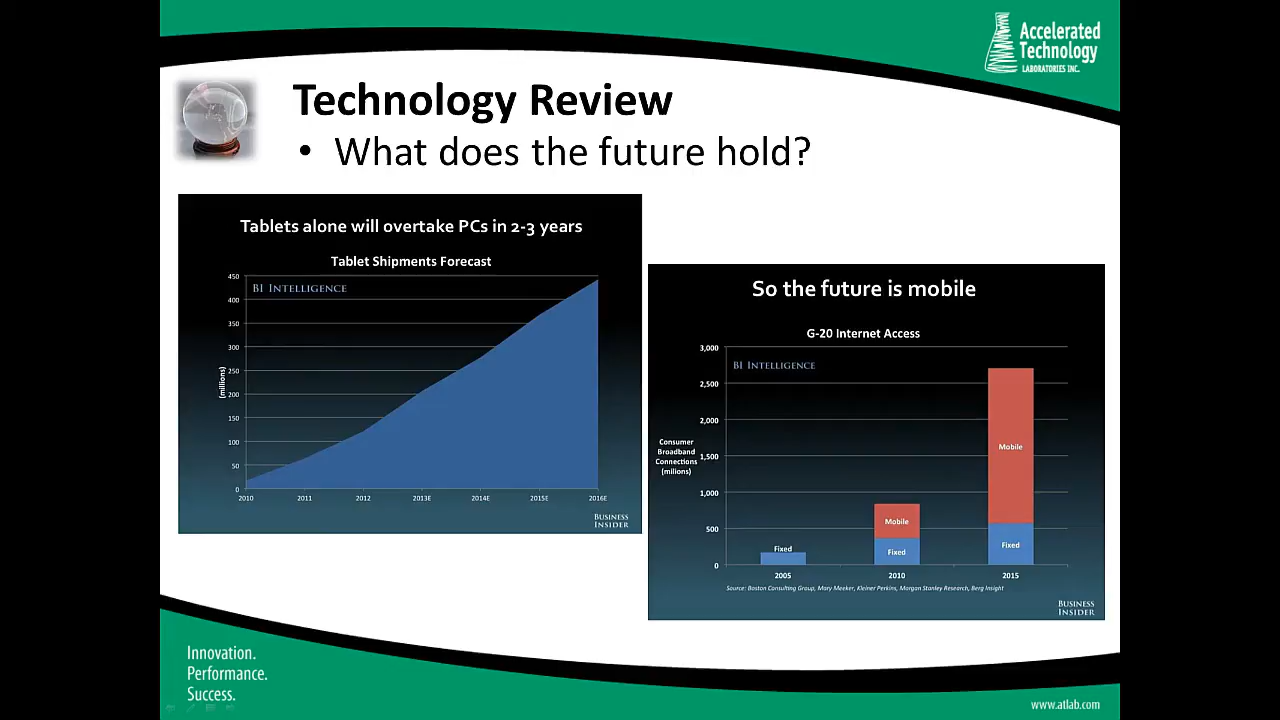 Accelerated
Technology
LABORATORIES INC.
Technology Review
• What does the future hold?
Tablets alone will overtake PCs in 2-3 years
Tablet Shipments Forecast
BI INTELLIGENCE
450
400
350
300
250
200
150
100
50
0
(millions)
2010 2011 2012 2013E 2014E 2015E 2016E
BUSINESS
INSIDER
So the future is mobile
G-20 Internet Access
BI INTELLIGENCE
3,000
2,500
2,000
1,500
1,000
500
0
Consumer
Broadband
Connections
(milions)
Fixed
Mobile
Fixed
Mobile
Fixed
2005 2010 2015
Source: Boston Consulting Group, Mary Meeker, Kleiner Perkins, Morgan Stanley Research, Berg Insight
BUSINESS
INSIDER
Innovation.
Performance.
Success.
www.atlab.com